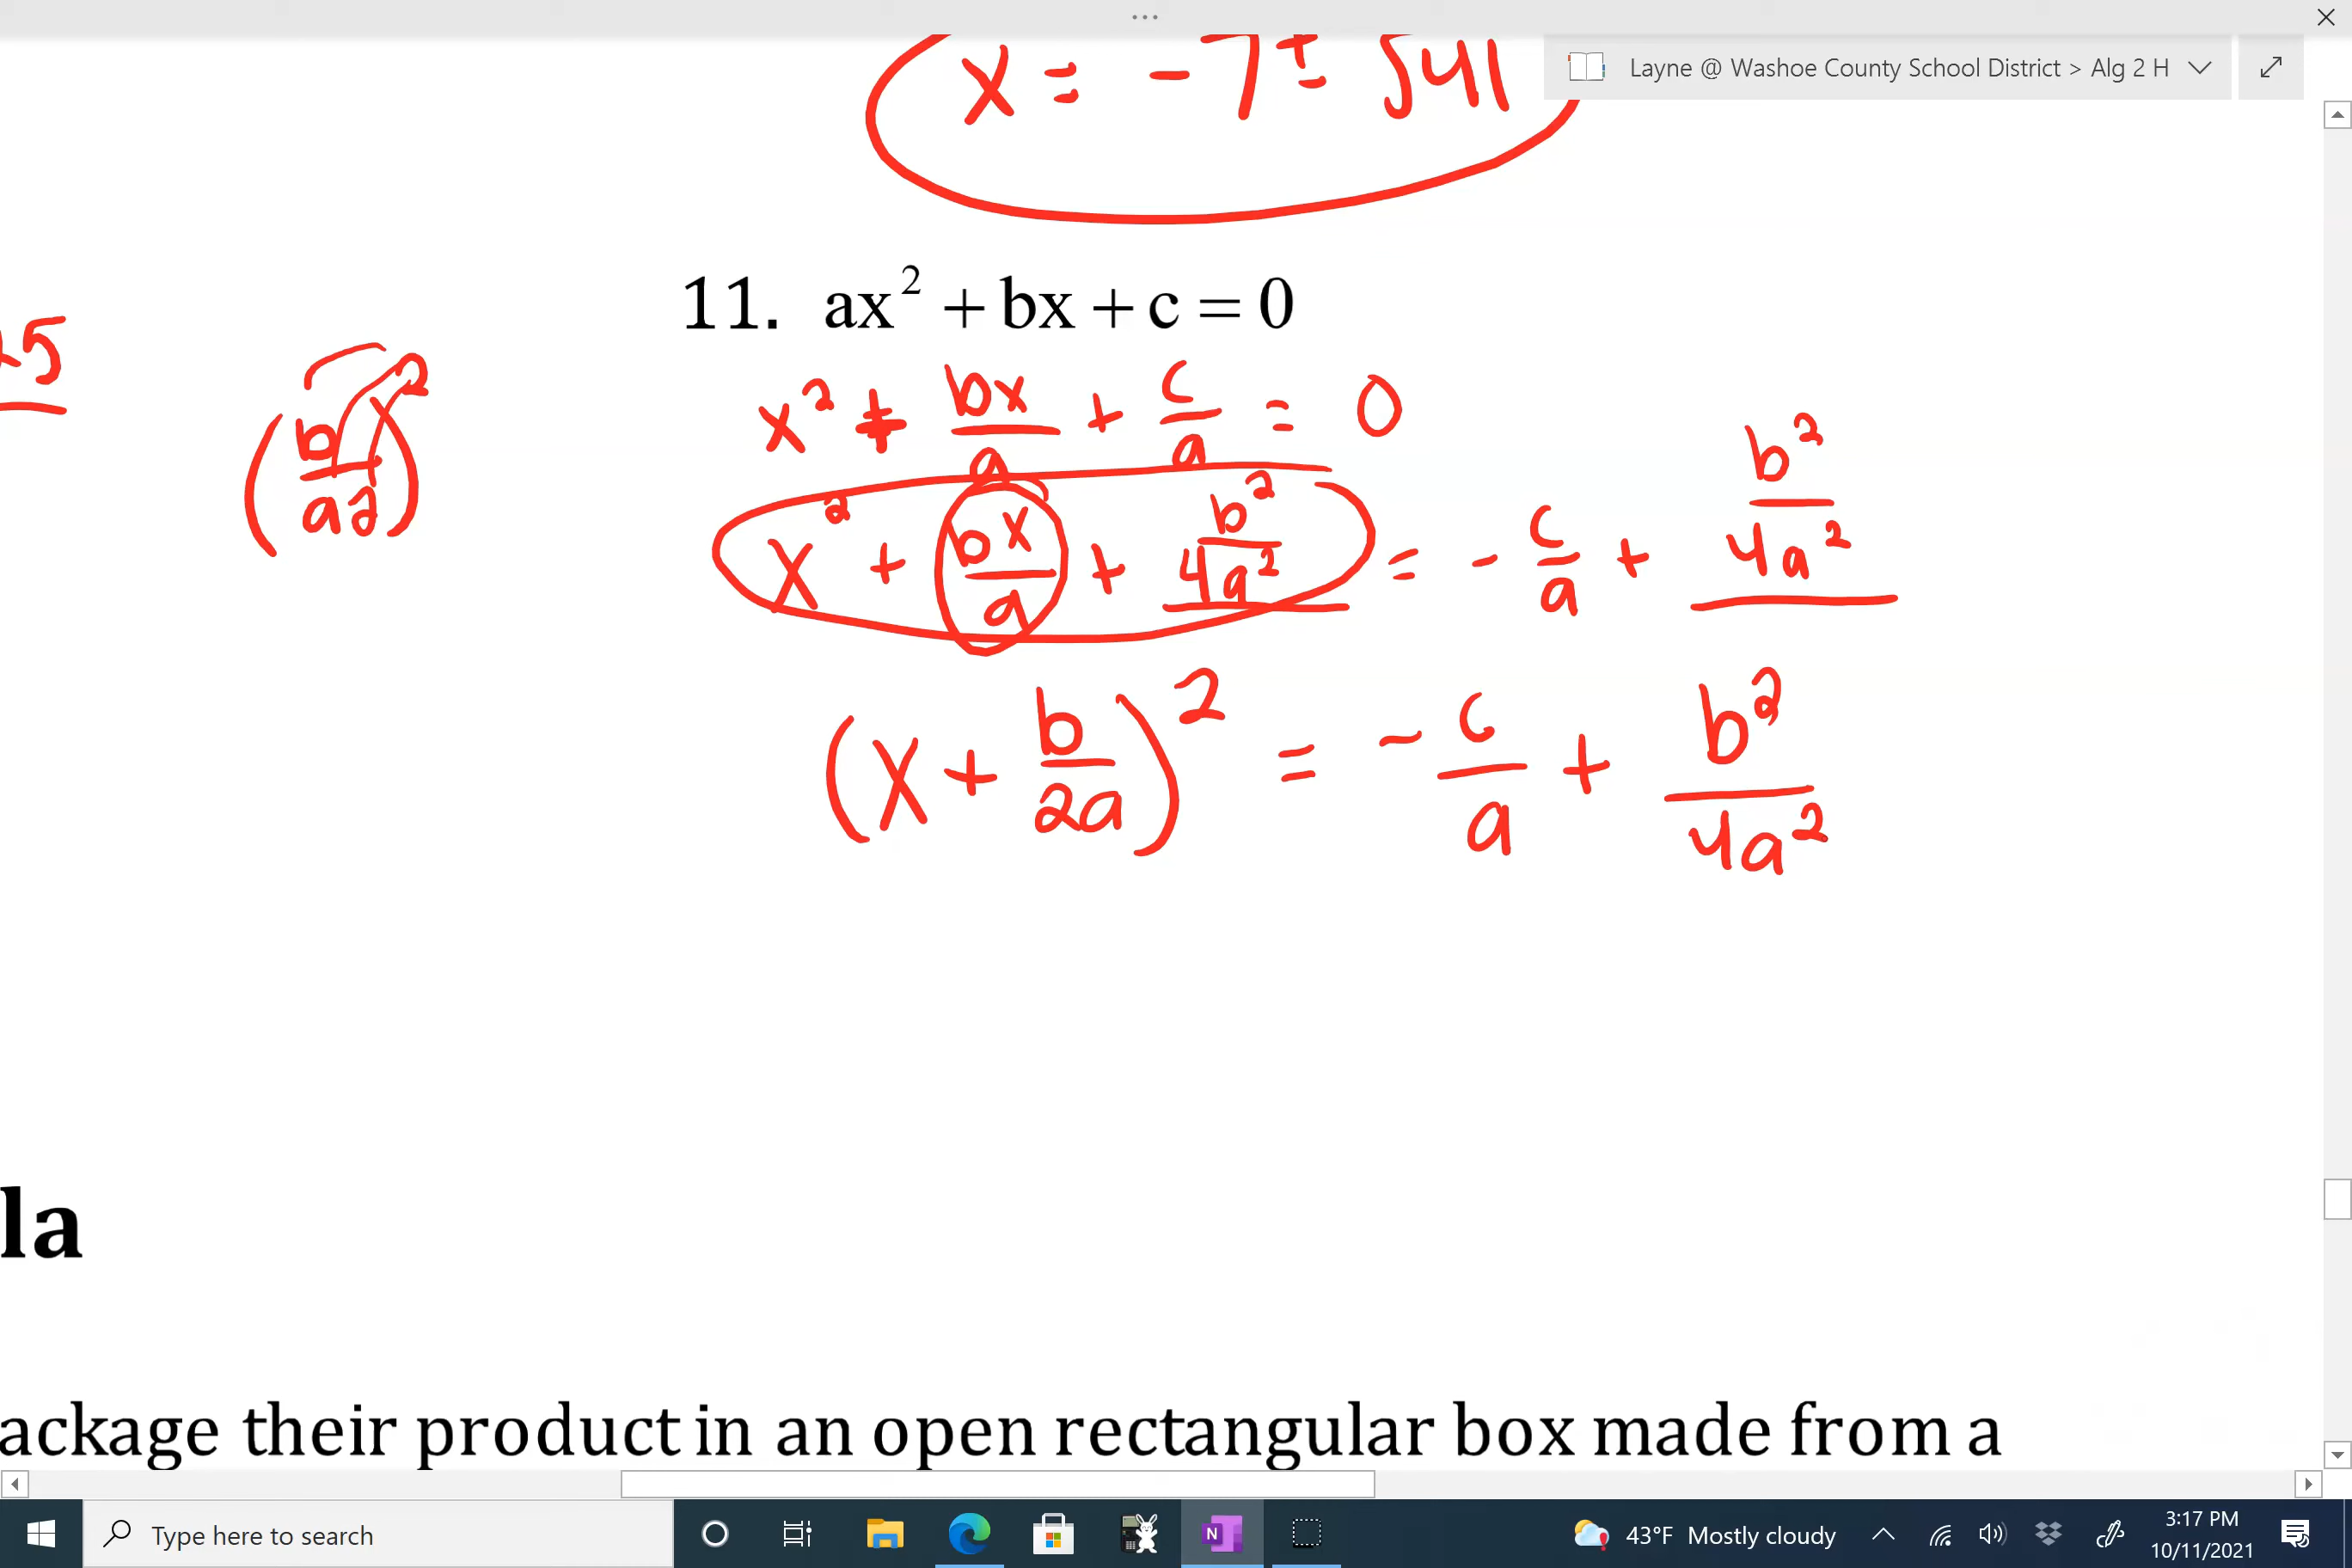 x = -7 ± √41
Layne @ Washoe County School District > Alg 2 H
11. ax² + bx + c = 0
25
(b/a2)²
x² + bx/a + c/a = 0
x² + bx/a + b²/4a² = -c/a + b²/4a²
(x + b/2a)² = -c/a + b²/4a²
la
ackage their product in an open rectangular box made from a
Type here to search
N
43°F Mostly cloudy
3:17 PM
10/11/2021